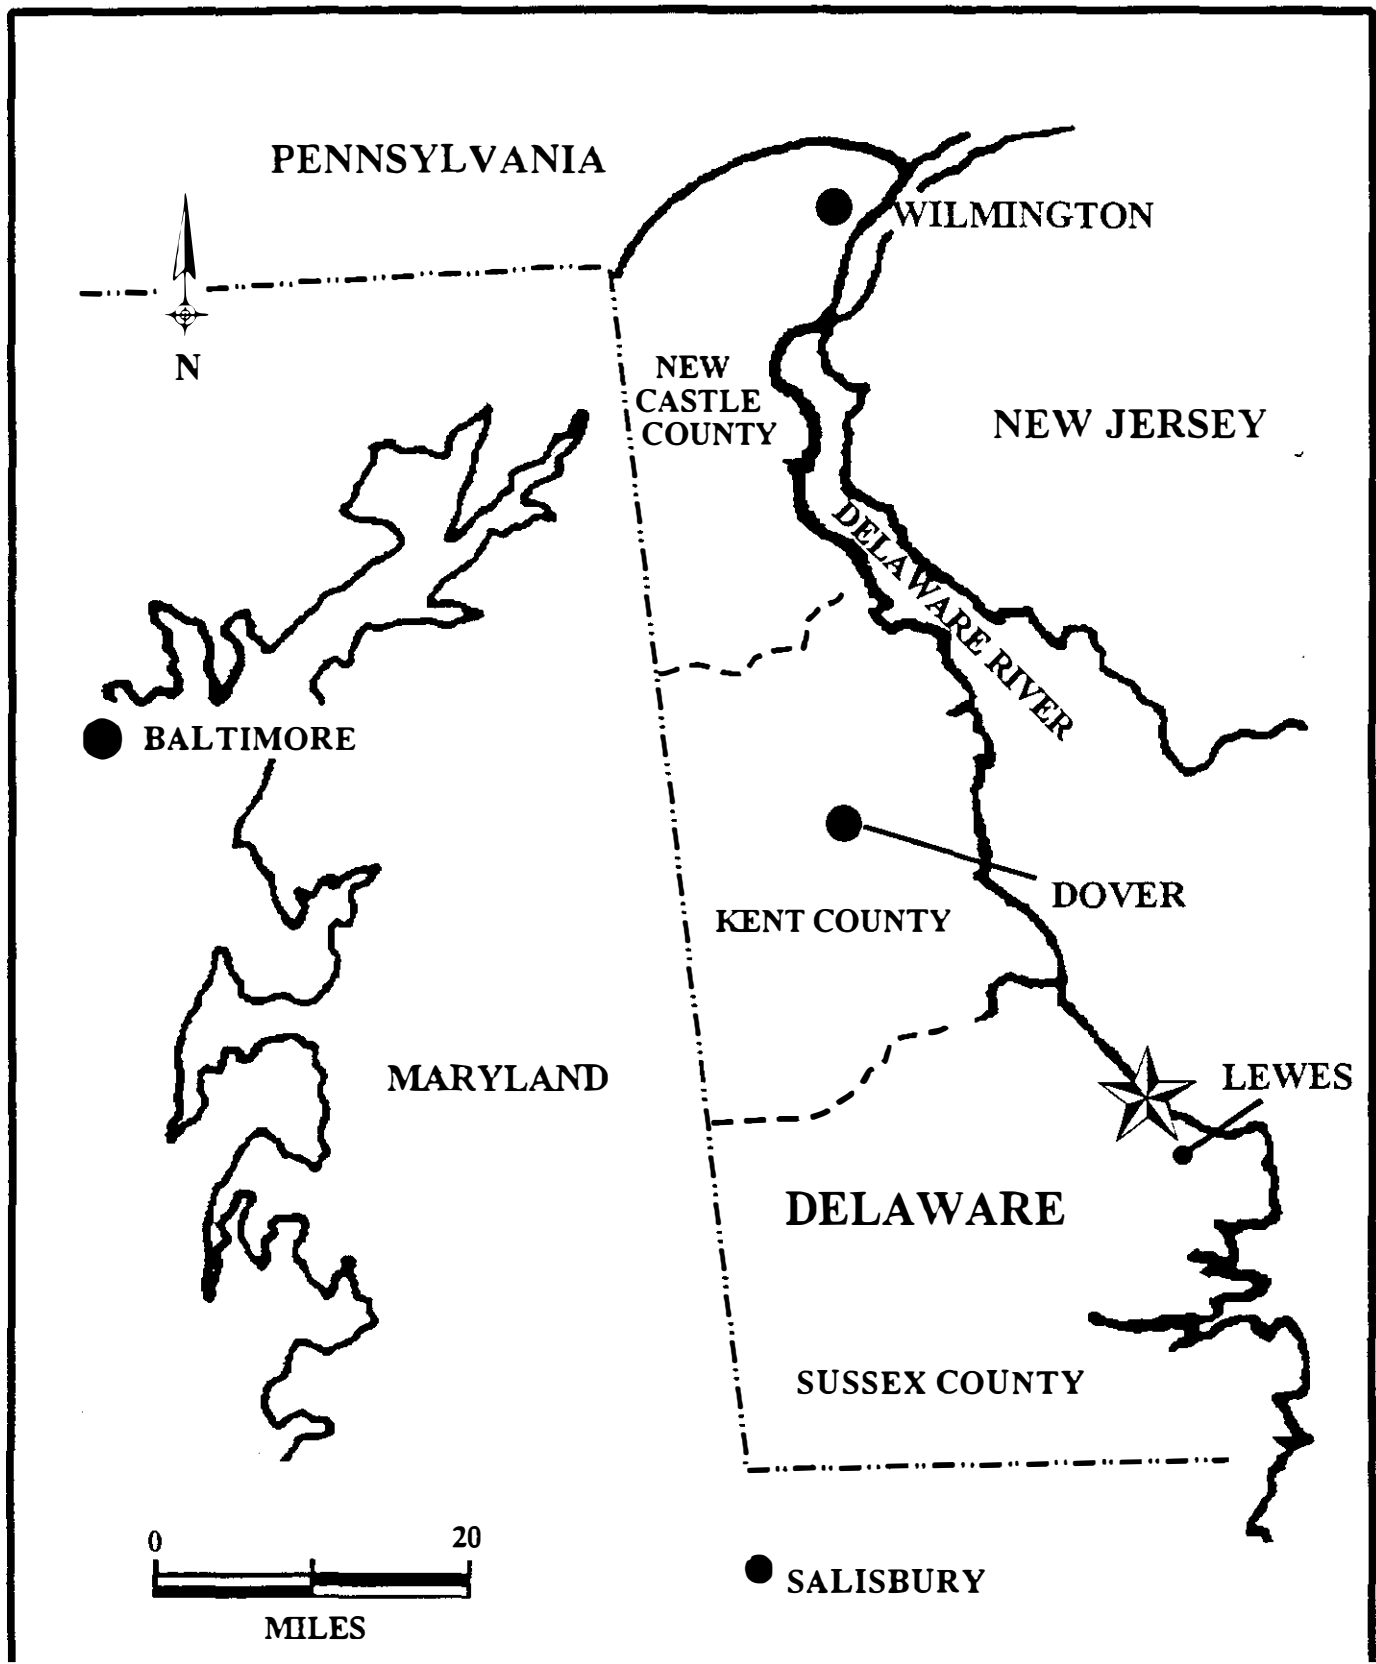 PENNSYLVANIA
WILMINGTON
N
NEW
CASTLE
COUNTY
NEW JERSEY
DELAWARE RIVER
BALTIMORE
DOVER
KENT COUNTY
MARYLAND
LEWES
DELAWARE
SUSSEX COUNTY
0 20
MILES
SALISBURY